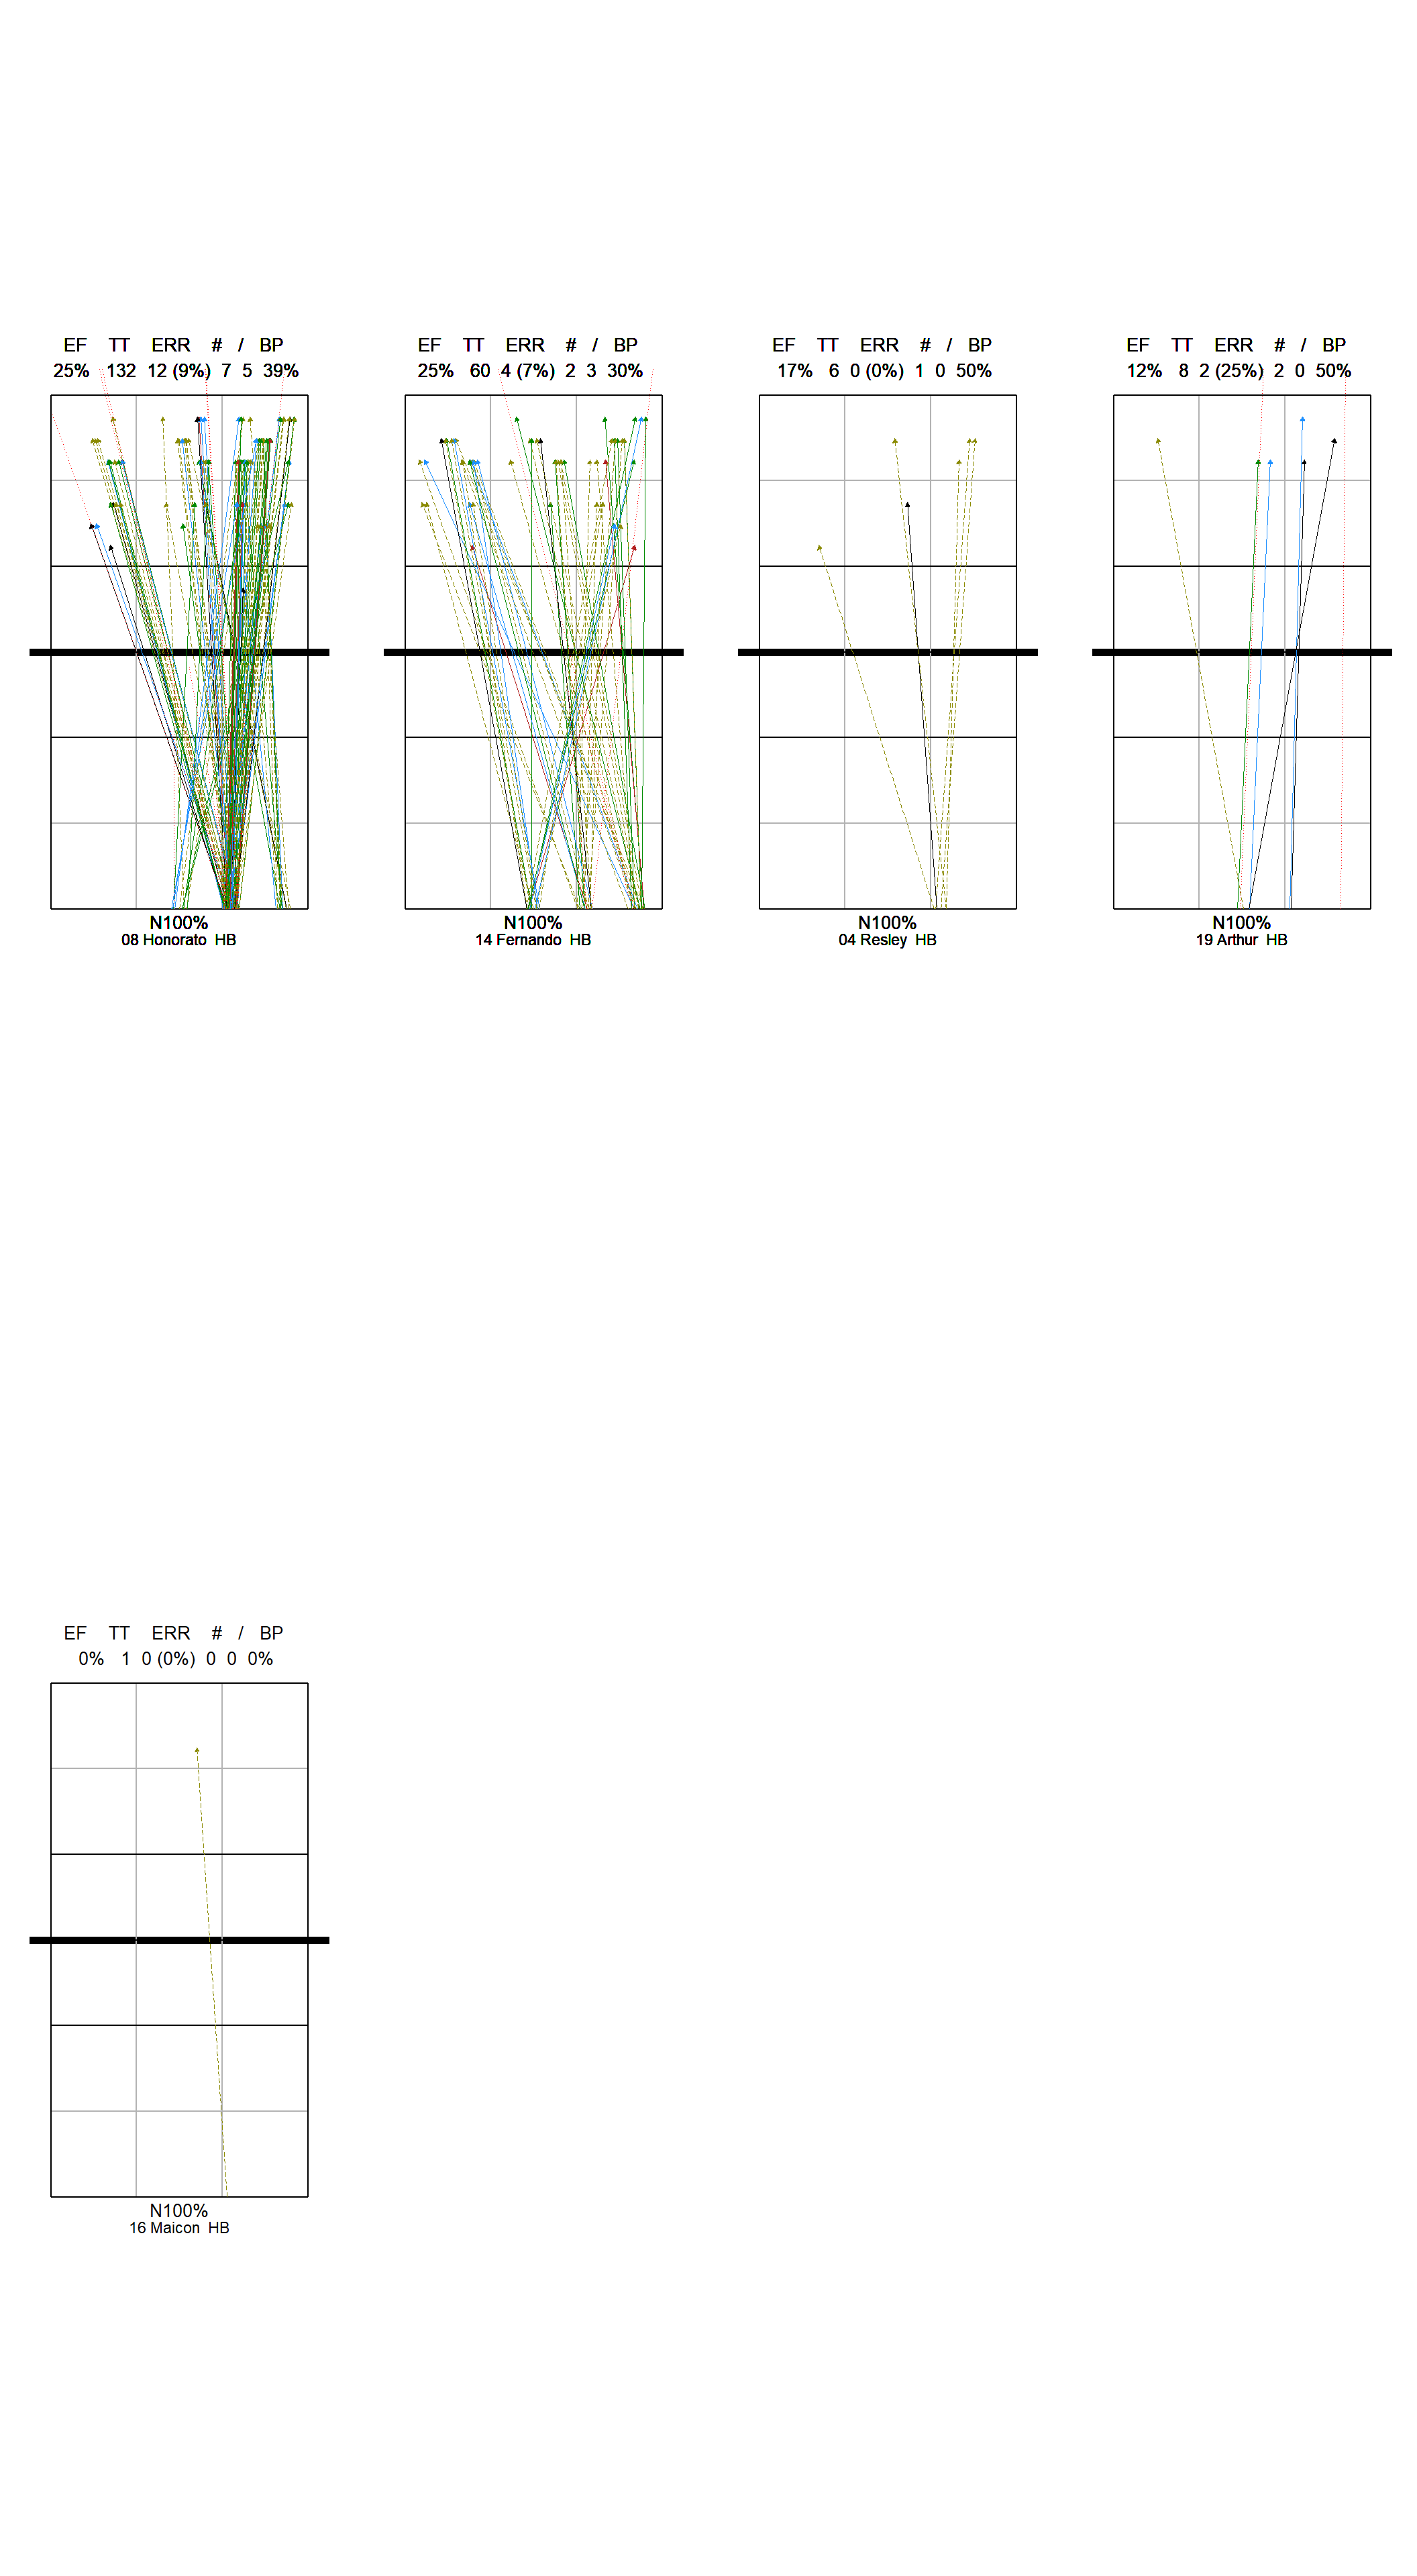 EF TT ERR # / BP
25% 132 12 (9%) 7 5 39%
N100%
08 Honorato HB
EF TT ERR # / BP
25% 60 4 (7%) 2 3 30%
N100%
14 Fernando HB
EF TT ERR # / BP
17% 6 0 (0%) 1 0 50%
N100%
04 Resley HB
EF TT ERR # / BP
12% 8 2 (25%) 2 0 50%
N100%
19 Arthur HB
EF TT ERR # / BP
0% 1 0 (0%) 0 0 0%
N100%
16 Maicon HB